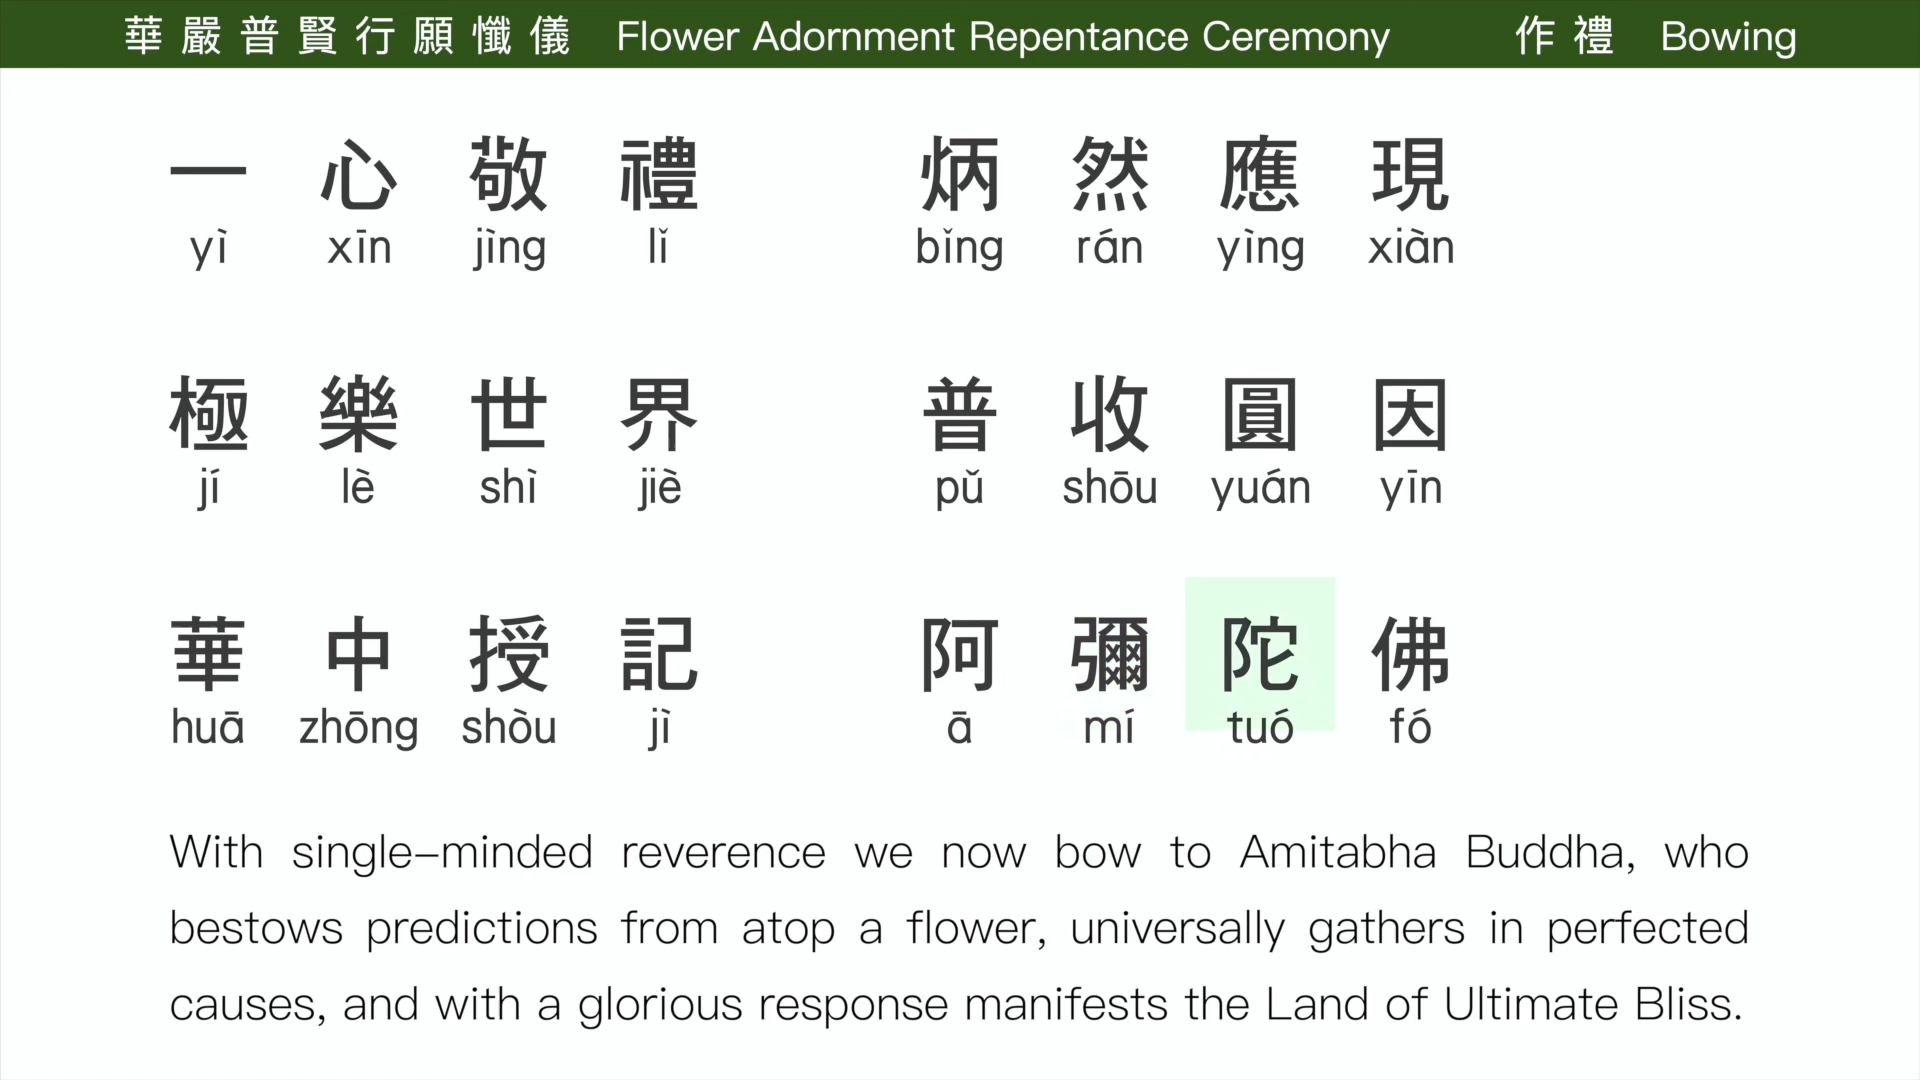 華嚴普賢行願懺儀 Flower Adornment Repentance Ceremony 作禮 Bowing
一心敬禮 炳然應現
yì xīn jìng lǐ bǐng rán yìng xiàn
極樂世界 普收圓因
jí lè shì jiè pǔ shōu yuán yīn
華中授記 阿彌陀佛
huā zhōng shòu jì ā mí tuó fó
With single–minded reverence we now bow to Amitabha Buddha, who
bestows predictions from atop a flower, universally gathers in perfected
causes, and with a glorious response manifests the Land of Ultimate Bliss.